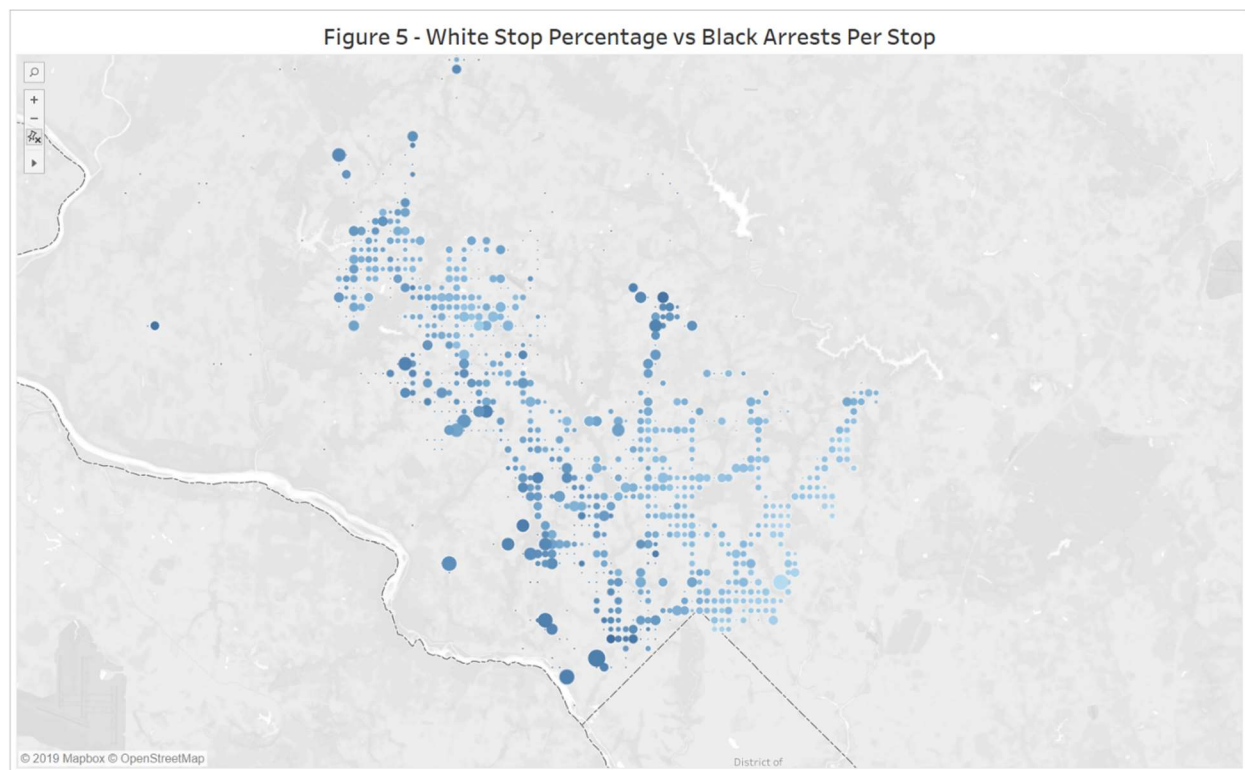 Figure 5 - White Stop Percentage vs Black Arrests Per Stop
+
−
© 2019 Mapbox © OpenStreetMap
District of